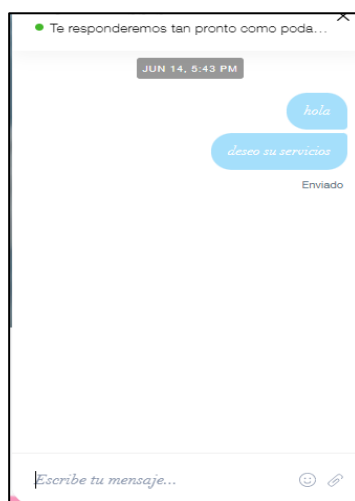 Te responderemos tan pronto como poda...
JUN 14, 5:43 PM
hola
deseo su servicios
Enviado
Escribe tu mensaje...